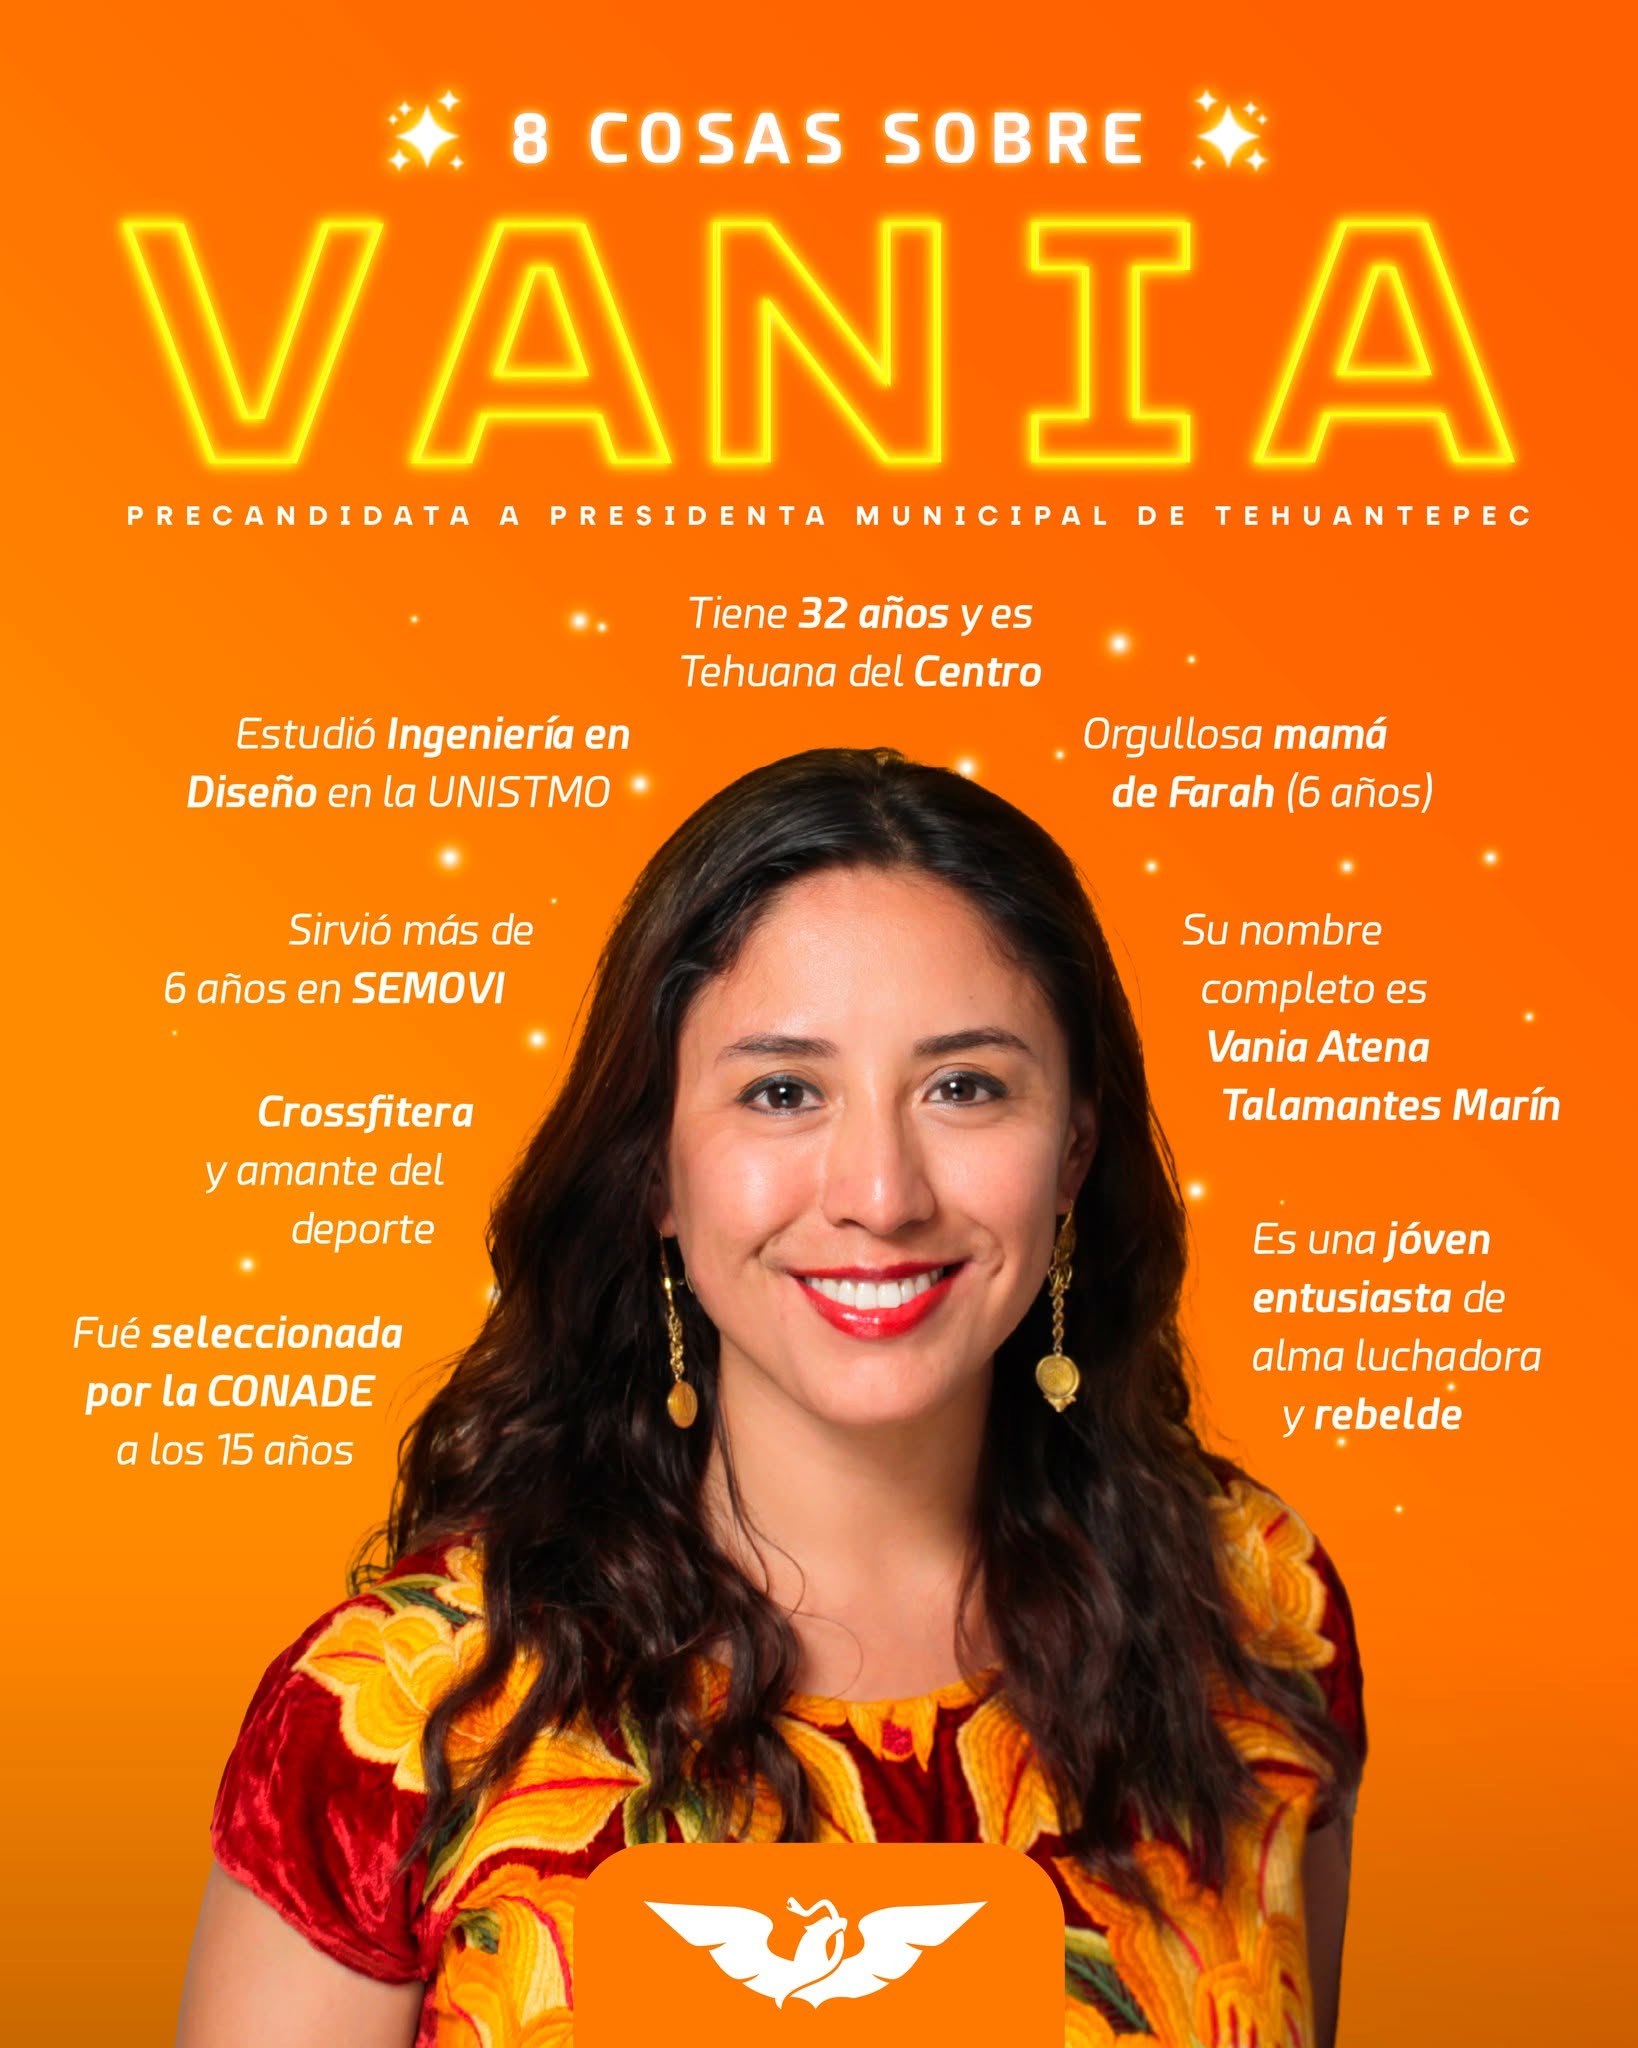 8 COSAS SOBRE
VANIA
PRECANDIDATA A PRESIDENTA MUNICIPAL DE TEHUANTEPEC
Tiene 32 años y es
Tehuana del Centro
Estudió Ingeniería en
Diseño en la UNISTMO
Orgullosa mamá
de Farah (6 años)
Sirvió más de
6 años en SEMOVI
Su nombre
completo es
Vania Atena
Talamantes Marín
Crossfitera
y amante del
deporte
Es una jóven
entusiasta de
alma luchadora
y rebelde
Fué seleccionada
por la CONADE
a los 15 años